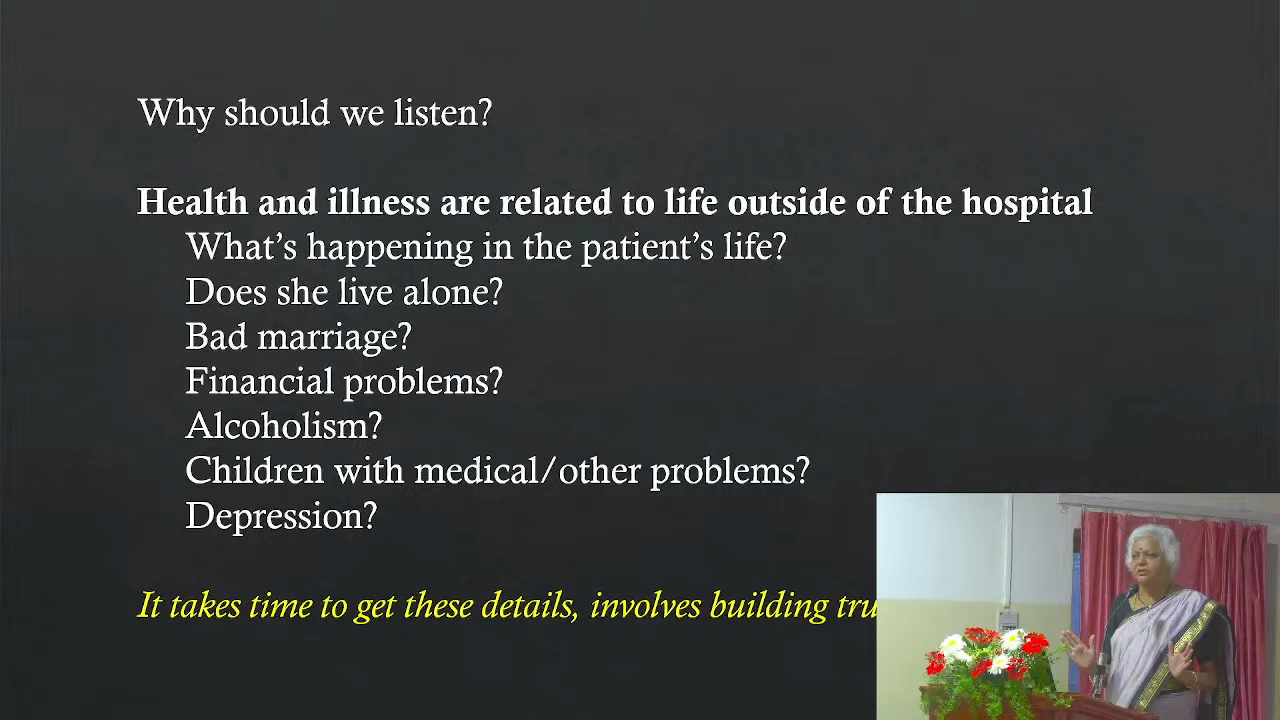 Why should we listen?
Health and illness are related to life outside of the hospital
What's happening in the patient's life?
Does she live alone?
Bad marriage?
Financial problems?
Alcoholism?
Children with medical/other problems?
Depression?
It takes time to get these details, involves building